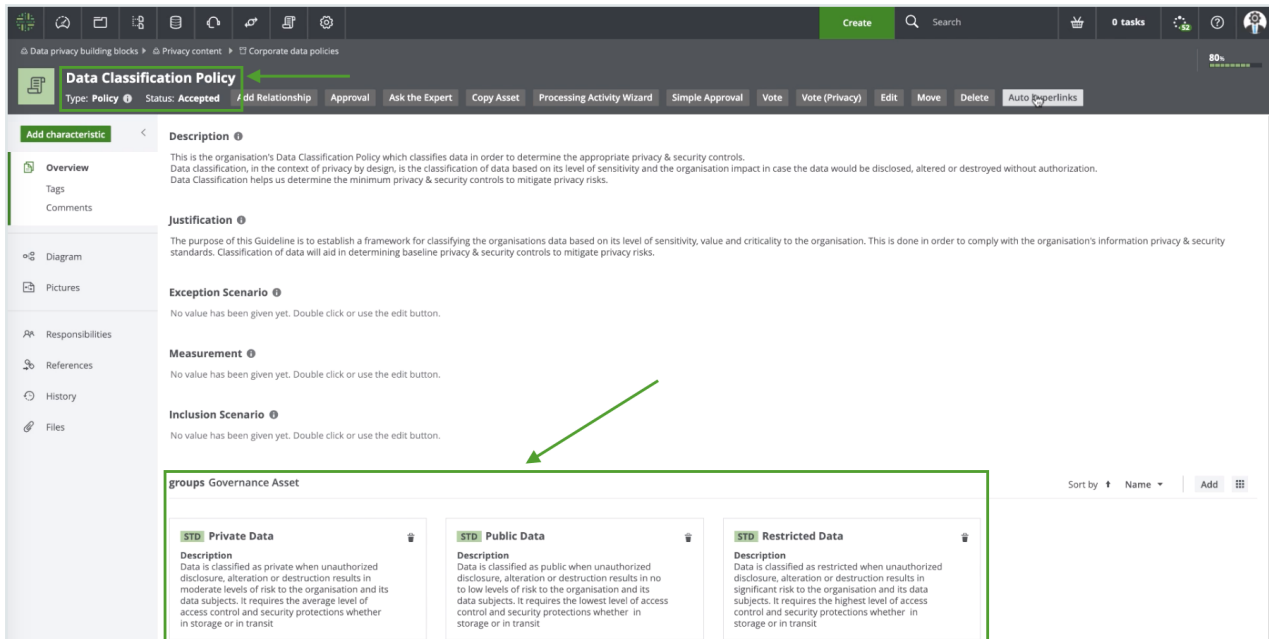 Create
Search
0 tasks
52
Data privacy building blocks
Privacy content
Corporate data policies
80%
Data Classification Policy
Type: Policy
Status: Accepted
Add Relationship
Approval
Ask the Expert
Copy Asset
Processing Activity Wizard
Simple Approval
Vote
Vote (Privacy)
Edit
Move
Delete
Auto Hyperlinks
Add characteristic
Overview
Tags
Comments
Diagram
Pictures
Responsibilities
References
History
Files
Description
This is the organisation's Data Classification Policy which classifies data in order to determine the appropriate privacy & security controls.
Data classification, in the context of privacy by design, is the classification of data based on its level of sensitivity and the organisation impact in case the data would be disclosed, altered or destroyed without authorization.
Data Classification helps us determine the minimum privacy & security controls to mitigate privacy risks.
Justification
The purpose of this Guideline is to establish a framework for classifying the organisations data based on its level of sensitivity, value and criticality to the organisation. This is done in order to comply with the organisation's information privacy & security
standards. Classification of data will aid in determining baseline privacy & security controls to mitigate privacy risks.
Exception Scenario
No value has been given yet. Double click or use the edit button.
Measurement
No value has been given yet. Double click or use the edit button.
Inclusion Scenario
No value has been given yet. Double click or use the edit button.
groups Governance Asset
Sort by
Name
Add
STD Private Data
Description
Data is classified as private when unauthorized
disclosure, alteration or destruction results in
moderate levels of risk to the organisation and its
data subjects. It requires the average level of
access control and security protections whether
in storage or in transit
STD Public Data
Description
Data is classified as public when unauthorized
disclosure, alteration or destruction results in no
to low levels of risk to the organisation and its
data subjects. It requires the lowest level of access
control and security protections whether in
storage or in transit
STD Restricted Data
Description
Data is classified as restricted when unauthorized
disclosure, alteration or destruction results in
significant risk to the organisation and its data
subjects. It requires the highest level of access
control and security protections whether in
storage or in transit